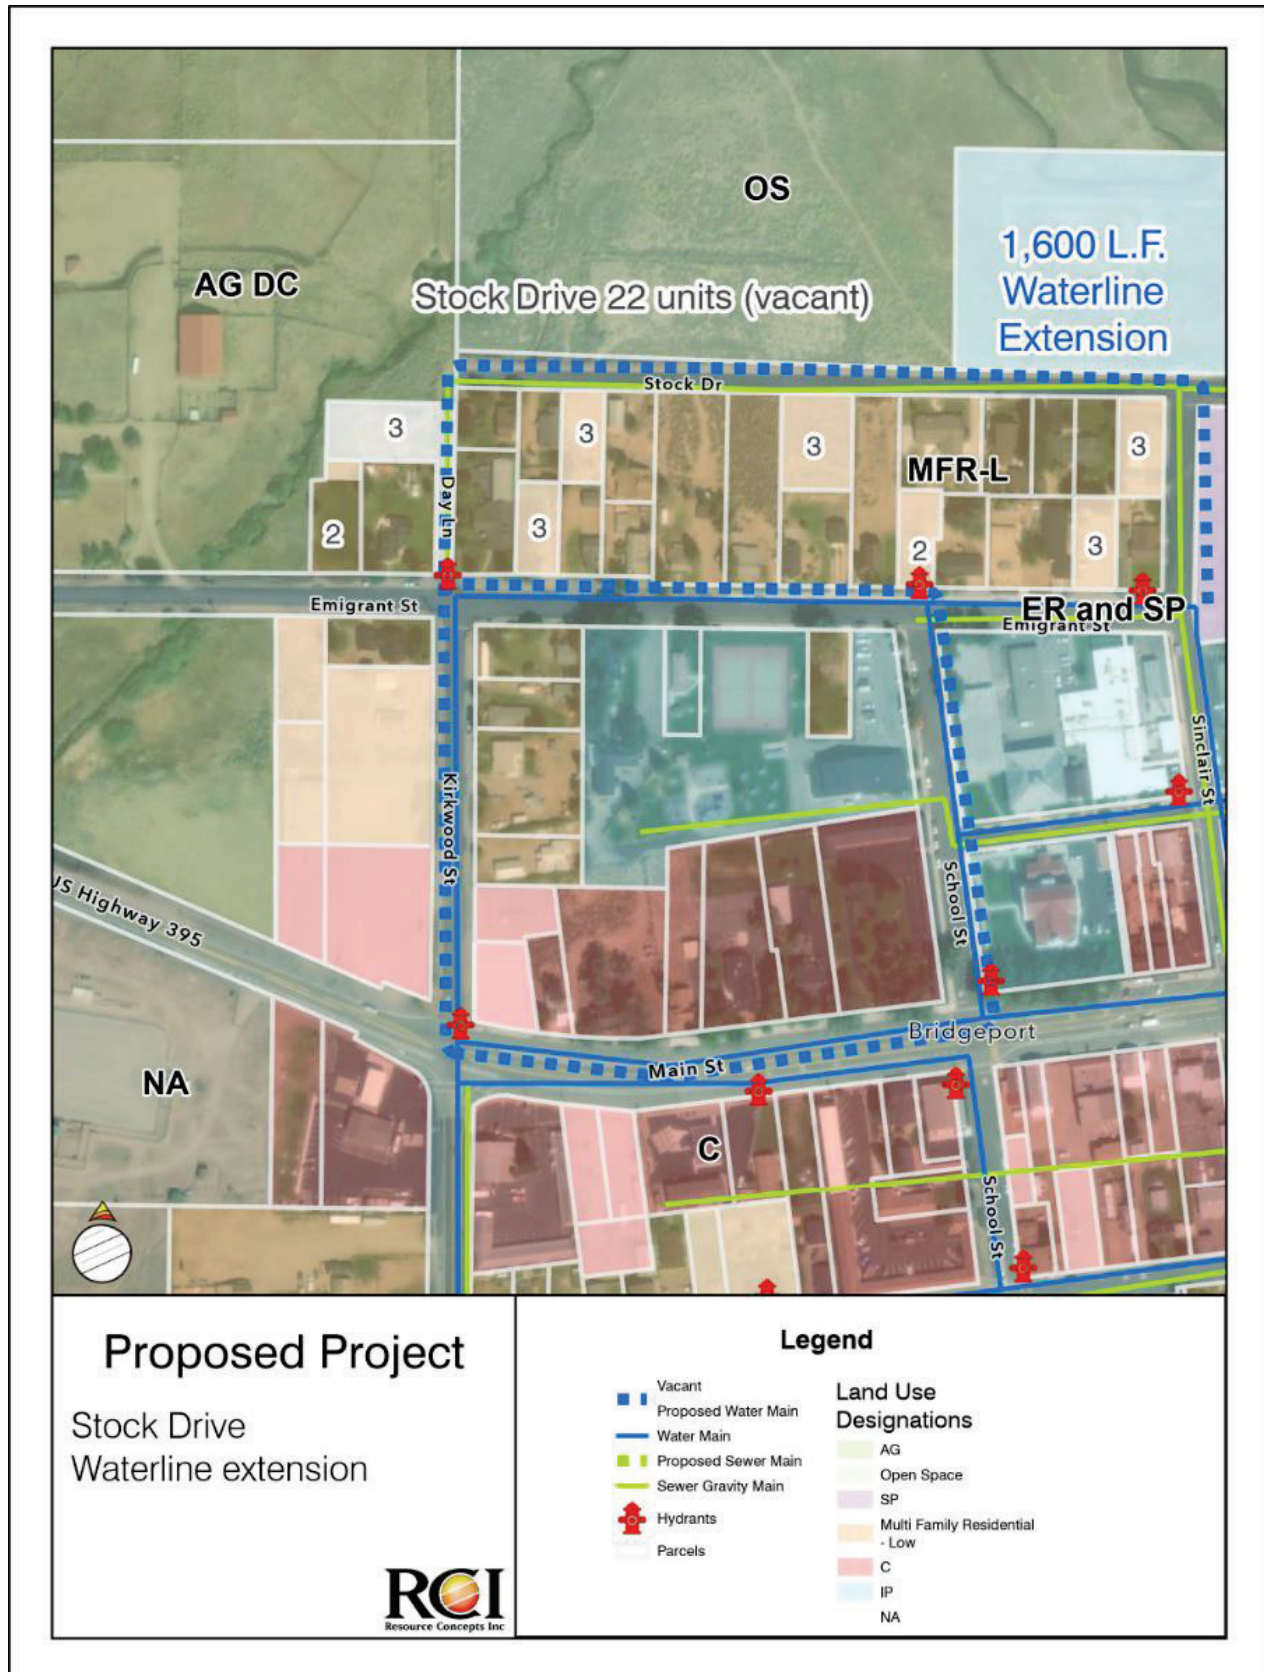 OS
1,600 L.F.
Waterline
Extension
AG DC
Stock Drive 22 units (vacant)
Stock Dr
3
3
3
3
MFR-L
Day Ln
2
3
2
3
Emigrant St
ER and SP
Emigrant St
Sinclair St
Kirkwood St
School St
US Highway 395
Bridgeport
Main St
NA
C
School St
Proposed Project
Stock Drive
Waterline extension
RCI
Resource Concepts Inc
Legend
Vacant
Proposed Water Main
Water Main
Proposed Sewer Main
Sewer Gravity Main
Hydrants
Parcels
Land Use
Designations
AG
Open Space
SP
Multi Family Residential
- Low
C
IP
NA